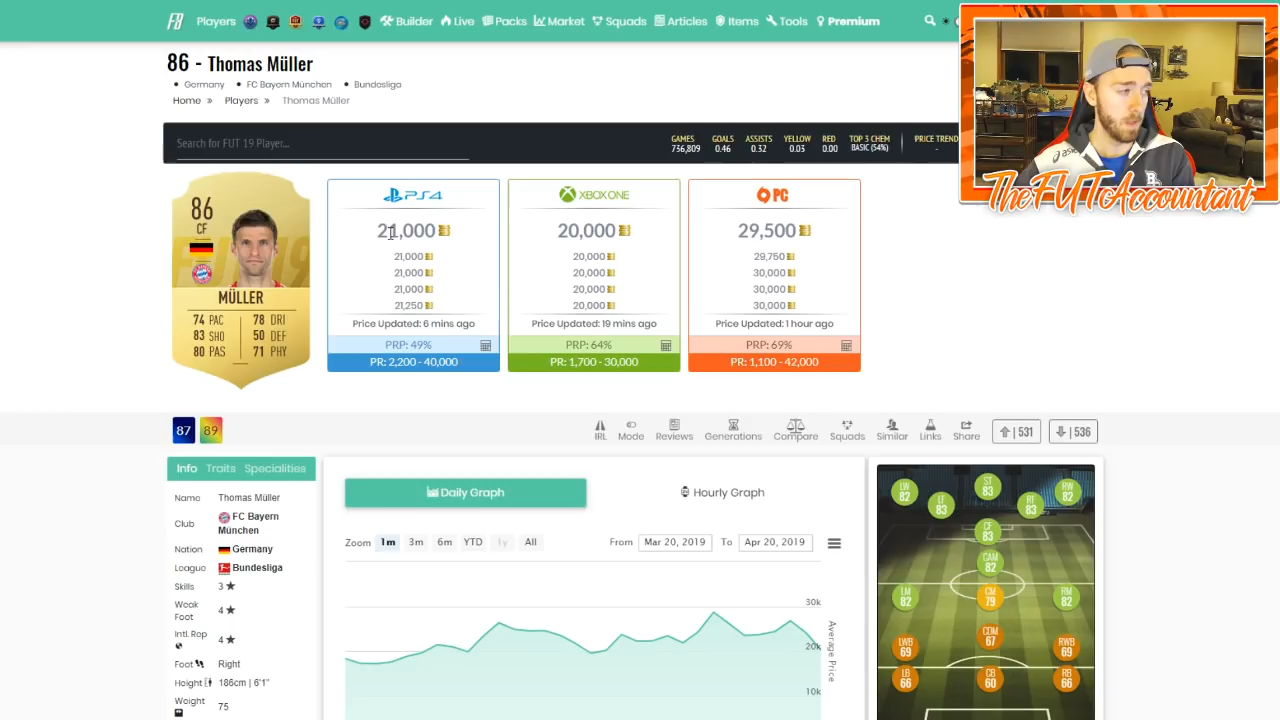 F8 Players Builder Live Packs Market Squads Articles Items Tools Premium
86 - Thomas Müller
Germany FC Bayern München Bundesliga
Home » Players » Thomas Müller
Search for FUT 19 Player...
GAMES GOALS ASSISTS YELLOW RED TOP 3 CHEM PRICE TREND
756,809 0.46 0.32 0.03 0.00 BASIC (54%) -
asics
TheFUTAccountant
86
CF
FUT 19
MÜLLER
74 PAC 78 DRI
83 SHO 50 DEF
80 PAS 71 PHY
PS4
21,000
21,000
21,000
21,000
21,250
Price Updated: 6 mins ago
PRP: 49%
PR: 2,200 - 40,000
XBOX ONE
20,000
20,000
20,000
20,000
20,000
Price Updated: 19 mins ago
PRP: 64%
PR: 1,700 - 30,000
PC
29,500
29,750
30,000
30,000
30,000
Price Updated: 1 hour ago
PRP: 69%
PR: 1,100 - 42,000
87 89
IRL Mode Reviews Generations Compare Squads Similar Links Share | 531 | 536
Info Traits Specialities
Name Thomas Müller
Club FC Bayern
München
Nation Germany
League Bundesliga
Skills 3
Weak
Foot 4
Intl. Rep 4
Foot Right
Height 186cm | 6'1"
Weight 75
Daily Graph Hourly Graph
Zoom 1m 3m 6m YTD 1y All From Mar 20, 2019 To Apr 20, 2019
30k
20k
10k
Average Price
ST
83
LW
82
RW
82
LF
83
RT
83
CF
83
CAM
82
LM
82
CM
79
RM
82
CDM
67
LWB
69
RWB
69
LB
66
CB
60
RB
66